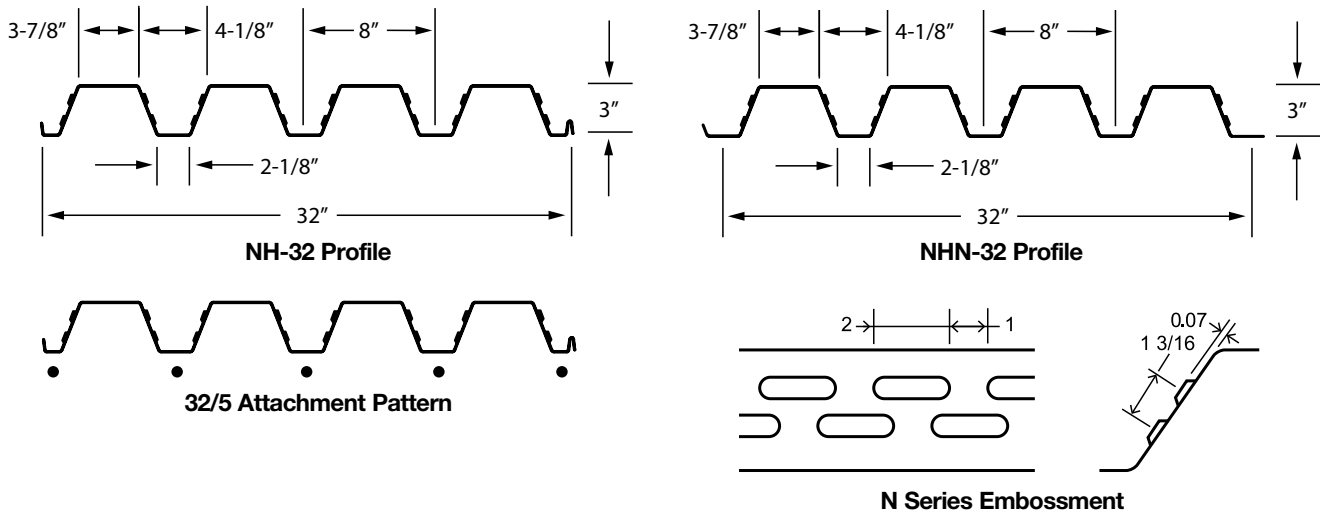 3-7/8″ 4-1/8″ 8″
3″
2-1/8″
32″
NH-32 Profile
3-7/8″ 4-1/8″ 8″
3″
2-1/8″
32″
NHN-32 Profile
32/5 Attachment Pattern
2 1
0.07
1 3/16
N Series Embossment